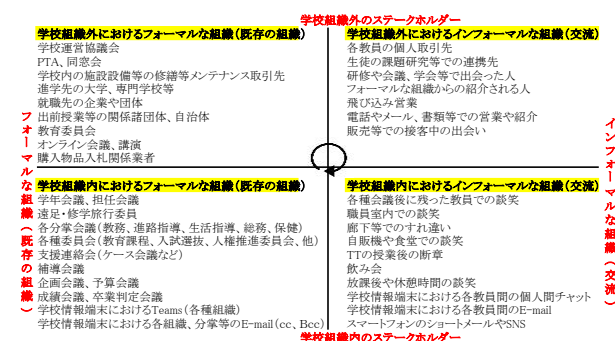 学校組織外のステークホルダー
学校組織外におけるフォーマルな組織(既存の組織)
学校運営協議会
PTA、同窓会
学校内の施設設備等の修繕等メンテナンス取引先
進学先の大学、専門学校等
就職先の企業や団体
出前授業等の関係諸団体、自治体
教育委員会
オンライン会議、講演
購入物品入札関係業者
学校組織外におけるインフォーマルな組織(交流)
各教員の個人取引先
生徒の課題研究等での連携先
研修や会議、学会等で出会った人
フォーマルな組織からの紹介される人
飛び込み営業
電話やメール、書類等での営業や紹介
販売等での接客中の出会い
フォーマルな組織(既存の組織)
インフォーマルな組織(交流)
学校組織内におけるフォーマルな組織(既存の組織)
学年会議、担任会議
遠足・修学旅行委員
各分掌会議(教務、進路指導、生活指導、総務、保健)
各種委員会(教育課程、入試選抜、人権推進委員会、他)
支援連絡会(ケース会議など)
補導会議
企画会議、予算会議
成績会議、卒業判定会議
学校情報端末におけるTeams(各種組織)
学校情報端末における各組織、分掌等のE-mail(cc、Bcc)
学校組織内におけるインフォーマルな組織(交流)
各種会議後に残った教員での談笑
職員室内での談笑
廊下等でのすれ違い
自販機や食堂での談笑
TTの授業後の断章
飲み会
放課後や休憩時間の談笑
学校情報端末における各教員間の個人間チャット
学校情報端末における各教員間のE-mail
スマートフォンのショートメールやSNS
学校組織内のステークホルダー